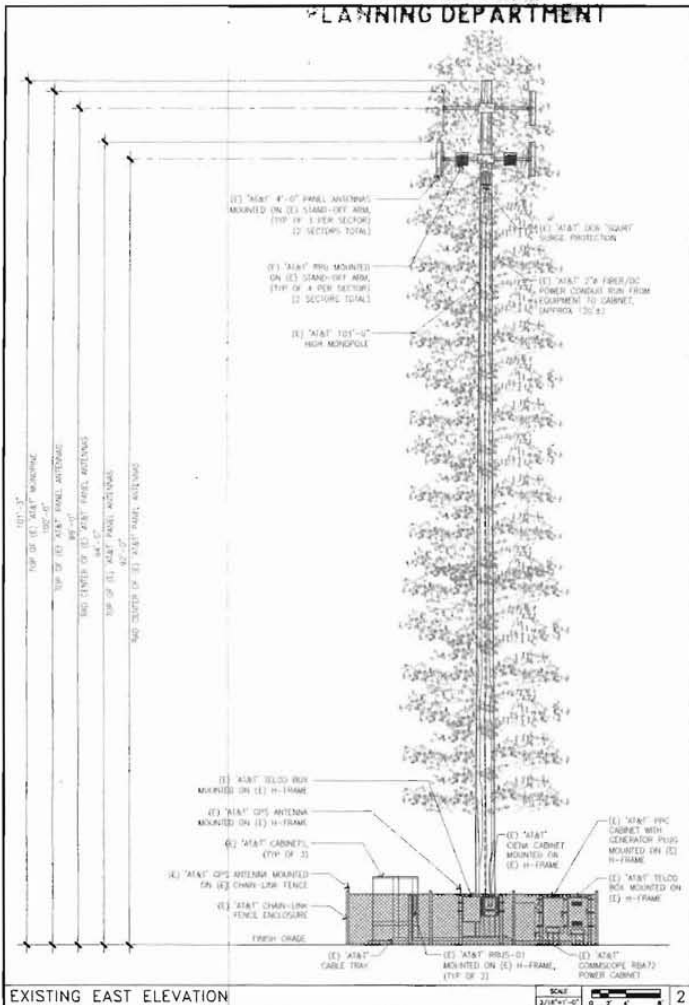 PLANNING DEPARTMENT
(E) "AT&T" 4'-0" PANEL ANTENNAS
MOUNTED ON (E) STAND-OFF ARM,
(TYP OF 3 PER SECTOR)
(2 SECTORS TOTAL)
(E) "AT&T" RRU MOUNTED
ON (E) STAND-OFF ARM,
(TYP OF 4 PER SECTOR)
(2 SECTORS TOTAL)
(E) "AT&T" 101'-0"
HIGH MONOPOLE
(E) "AT&T" DC6 "SQUID"
SURGE PROTECTION
(E) "AT&T" 2"Ø FIBER/DC
POWER CONDUIT RUN FROM
EQUIPMENT TO CABINET,
TOP OF (E) AT&T MONOPINE
100'-0"
TOP OF (E) AT&T PANEL ANTENNAS
RAD CENTER OF (E) AT&T PANEL ANTENNAS
TOP OF (E) AT&T PANEL ANTENNAS
92'-0"
RAD CENTER OF (E) AT&T PANEL ANTENNAS
(E) "AT&T" TELCO BOX
MOUNTED ON (E) H-FRAME
(E) "AT&T" GPS ANTENNA
MOUNTED ON (E) H-FRAME
(E) "AT&T" CABINETS,
(TYP OF 3)
(E) "AT&T" GPS ANTENNA MOUNTED
ON (E) CHAIN-LINK FENCE
(E) "AT&T" CHAIN-LINK
FENCE ENCLOSURE
FINISH GRADE
(E) "AT&T"
CIENA CABINET
MOUNTED ON
(E) H-FRAME
(E) "AT&T" PPC
CABINET WITH
GENERATOR PLUG
MOUNTED ON (E)
H-FRAME
(E) "AT&T" TELCO
BOX MOUNTED ON
(E) H-FRAME
(E) "AT&T"
CABLE TRAY
(E) "AT&T" RRUS-01
MOUNTED ON (E) H-FRAME,
(TYP OF 2)
(E) "AT&T"
COMMSCOPE RBA72
POWER CABINET
EXISTING EAST ELEVATION
SCALE
3/16"=1'-0"
2